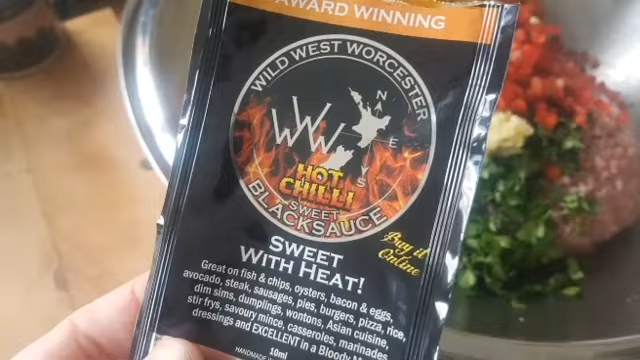 AWARD WINNING
WILD WEST WORCESTER
WWW
N
A
E
S
HOT
CHILLI
SWEET
BLACKSAUCE
SWEET
WITH HEAT!
Buy it
Online
Great on fish & chips, oysters, bacon & eggs,
avocado, steak, sausages, pies, burgers, pizza, rice,
dim sims, dumplings, wontons, Asian cuisine,
stir frys, savoury mince, casseroles, marinades
dressings and EXCELLENT in a Bloody
HANDMADE
10ml